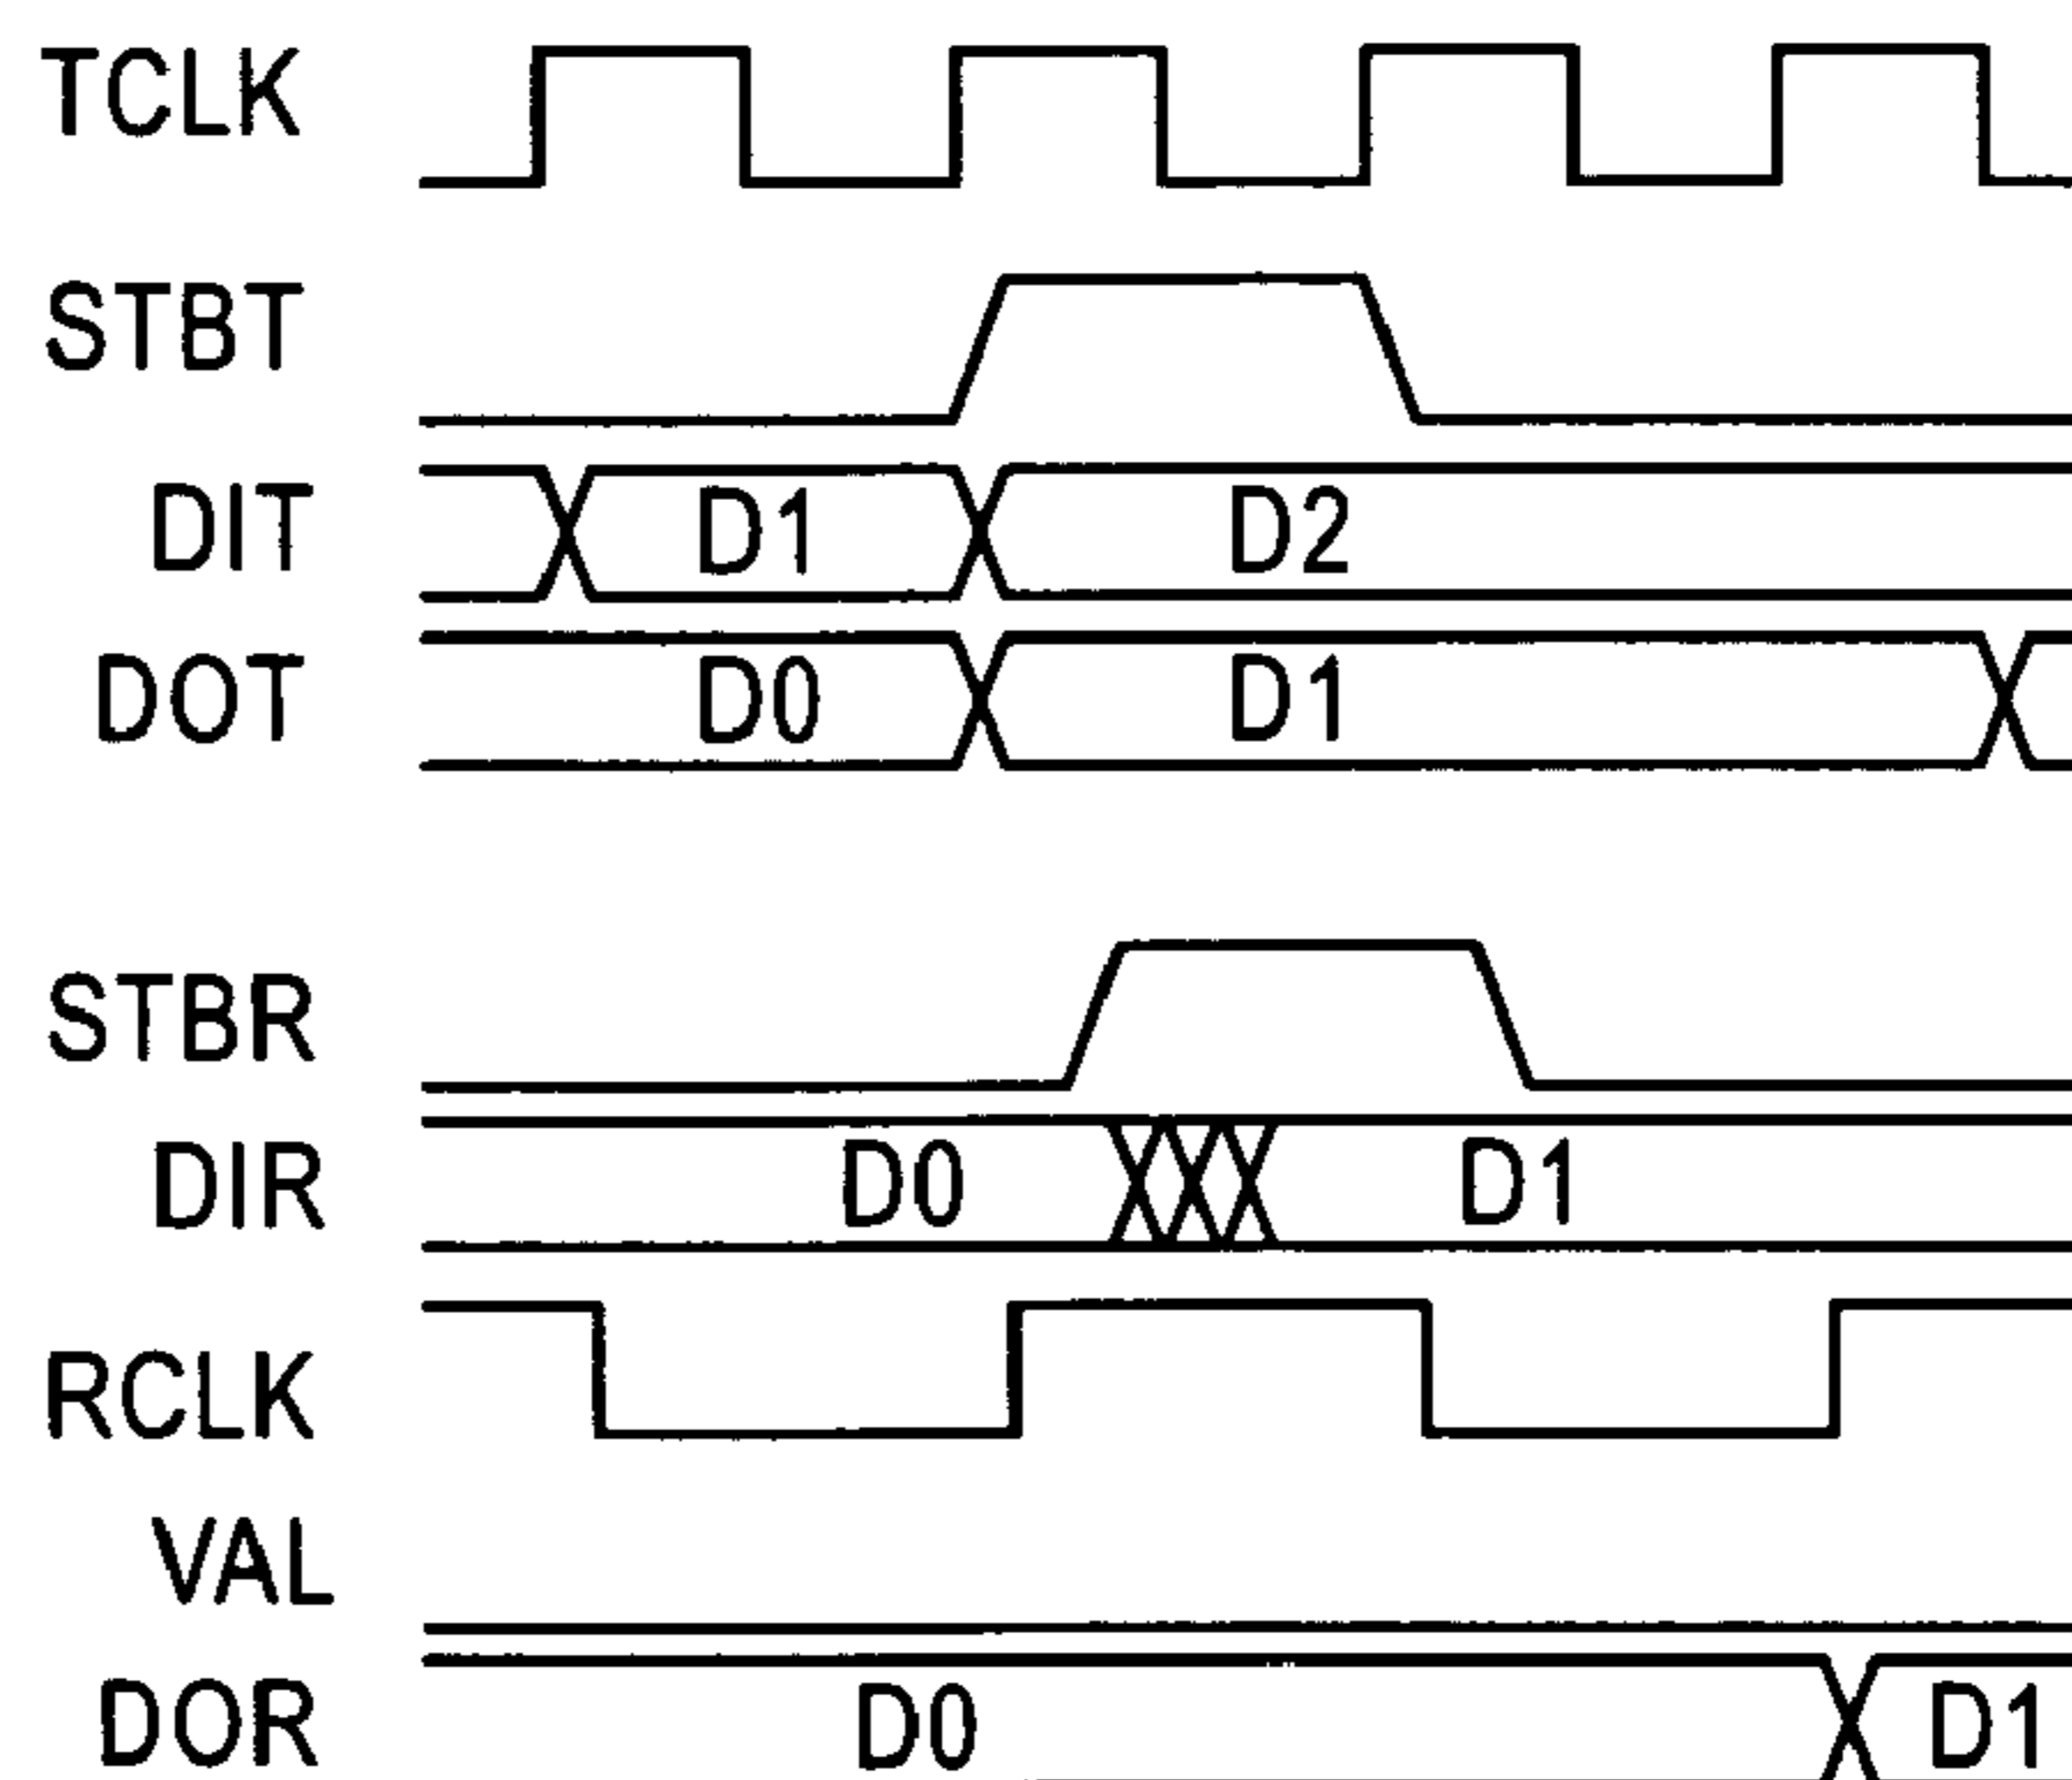 TCLK
STBT
DIT D1 D2
DOT D0 D1
STBR
DIR D0 D1
RCLK
VAL
DOR D0 D1